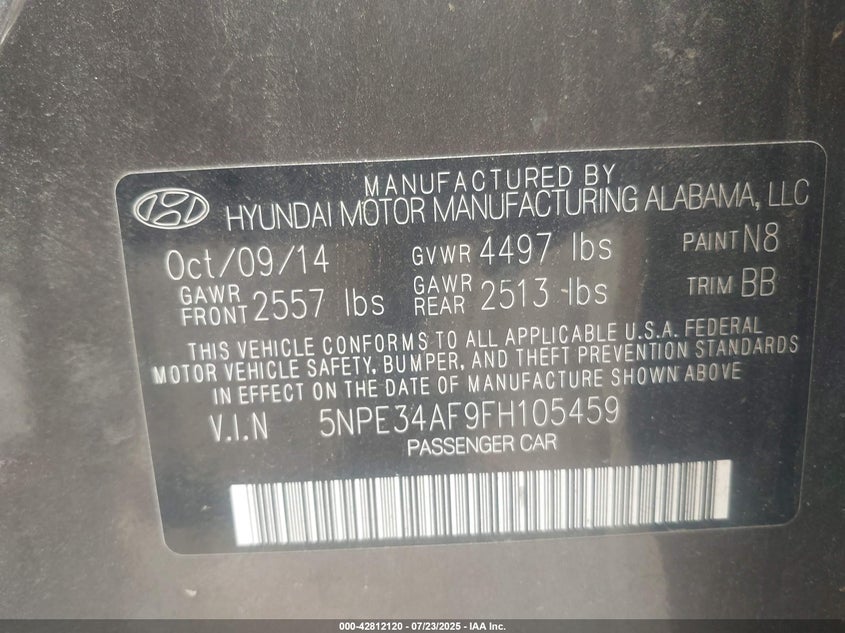 MANUFACTURED BY
HYUNDAI MOTOR MANUFACTURING ALABAMA, LLC
Oct/09/14 GVWR 4497 lbs PAINT N8
GAWR FRONT 2557 lbs GAWR REAR 2513 lbs TRIM BB
THIS VEHICLE CONFORMS TO ALL APPLICABLE U.S.A. FEDERAL
MOTOR VEHICLE SAFETY, BUMPER, AND THEFT PREVENTION STANDARDS
IN EFFECT ON THE DATE OF MANUFACTURE SHOWN ABOVE
V.I.N 5NPE34AF9FH105459
PASSENGER CAR
000-42812120 - 07/23/2025 - IAA Inc.